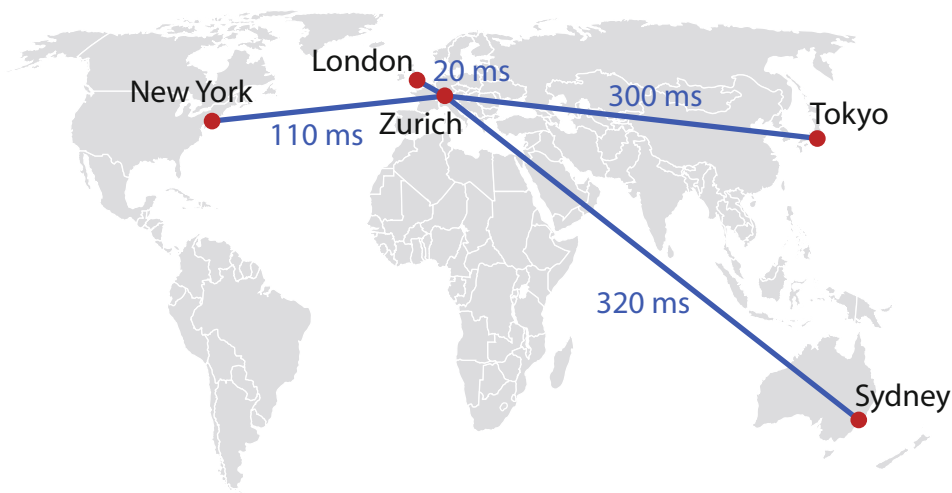 London
20 ms
New York
300 ms
Tokyo
110 ms
Zurich
320 ms
Sydney